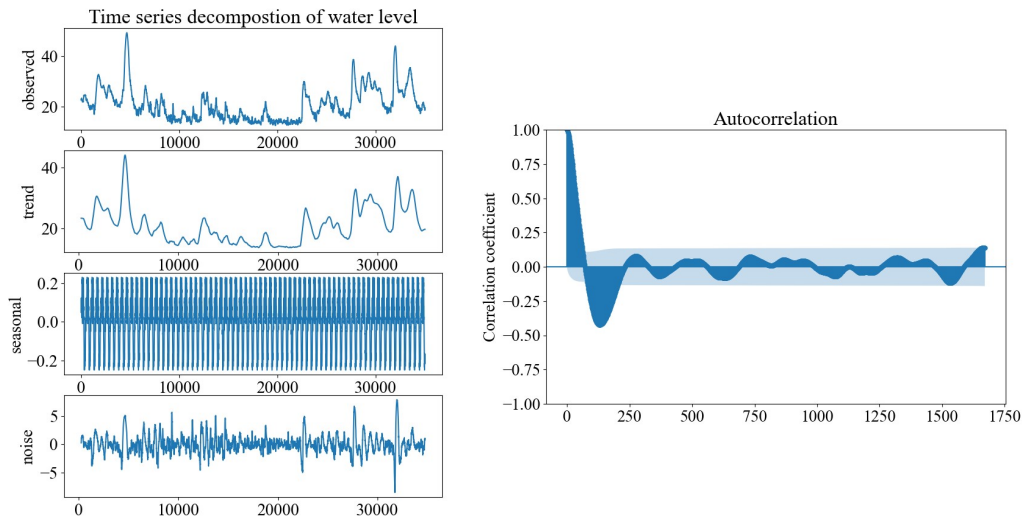 Time series decompostion of water level
observed
40
20
0 10000 20000 30000
trend
40
20
0 10000 20000 30000
seasonal
0.2
0.0
−0.2
0 10000 20000 30000
noise
5
0
−5
0 10000 20000 30000
Autocorrelation
Correlation coefficient
1.00
0.75
0.50
0.25
0.00
−0.25
−0.50
−0.75
−1.00
0 250 500 750 1000 1250 1500 1750